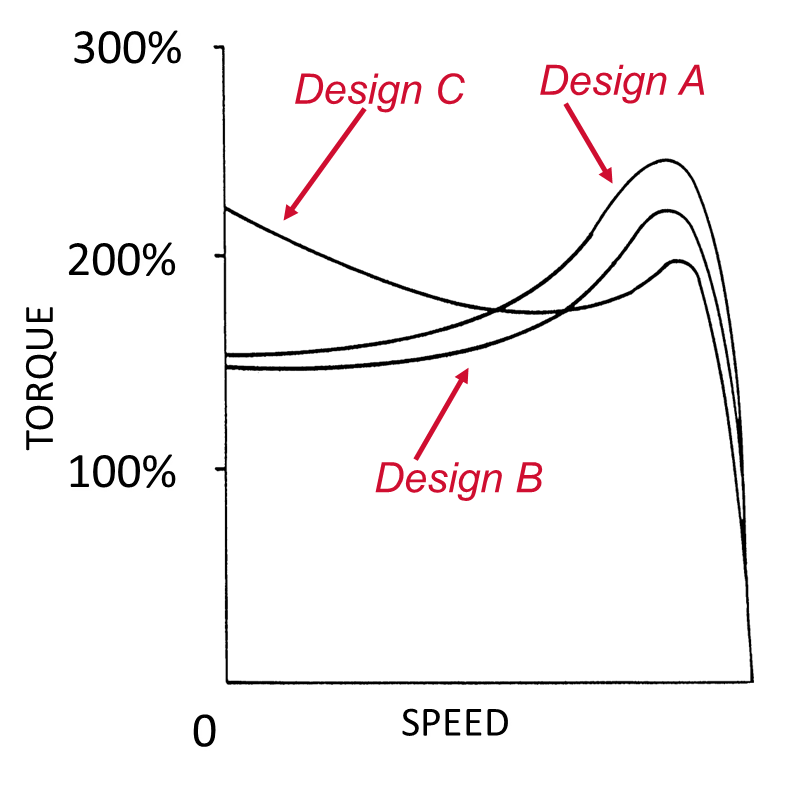 300%
Design C
Design A
200%
TORQUE
100%
Design B
0
SPEED